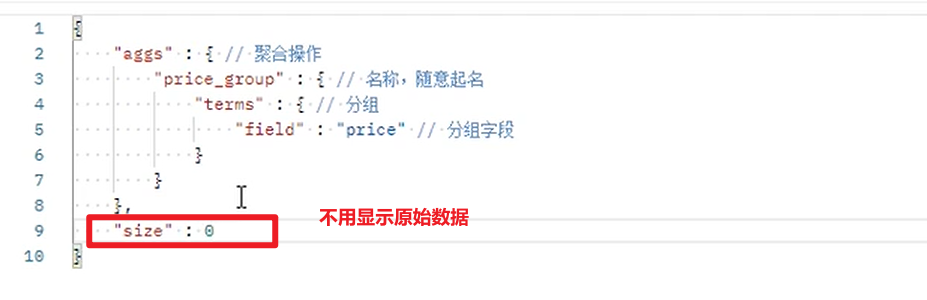 1 {
2 "aggs" : { // 聚合操作
3 "price_group" : { // 名称，随意起名
4 "terms" : { // 分组
5 "field" : "price" // 分组字段
6 }
7 }
8 },
9 "size" : 0 不用显示原始数据
10 }